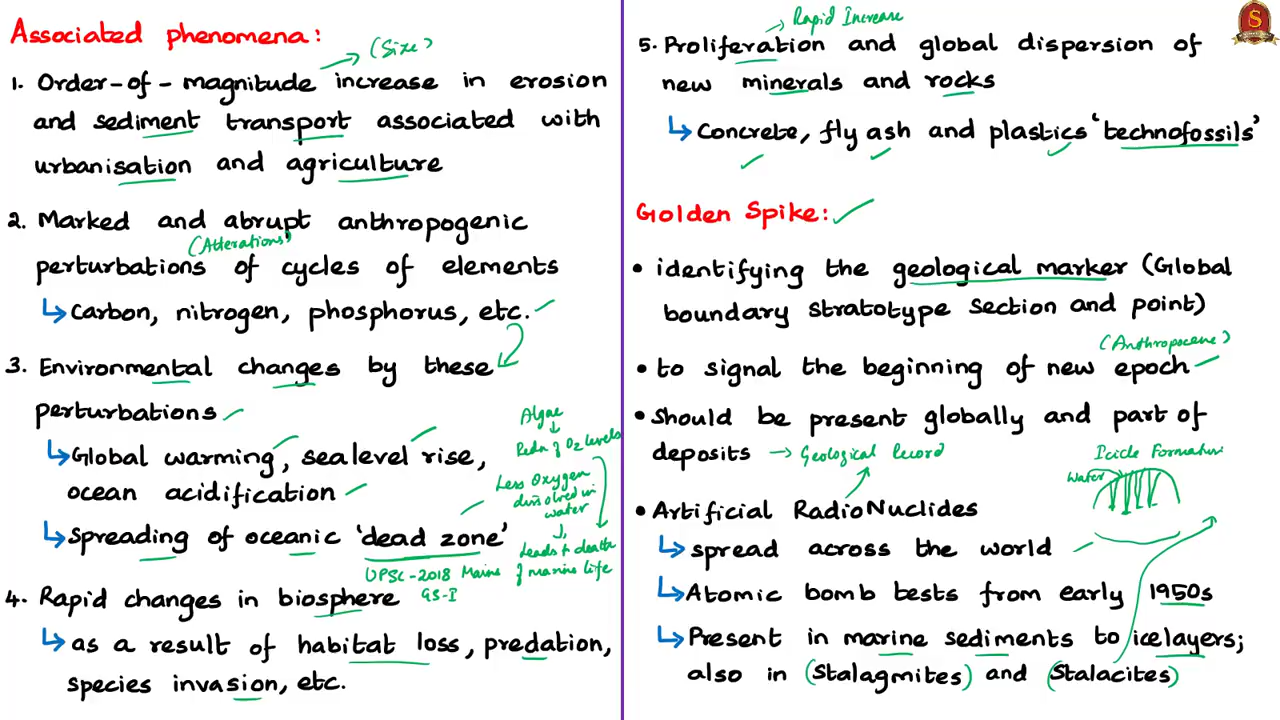 Associated phenomena:
(Size)
1. Order-of-magnitude increase in erosion
and sediment transport associated with
urbanisation and agriculture
2. Marked and abrupt anthropogenic
(Alterations)
perturbations of cycles of elements
Carbon, nitrogen, phosphorus, etc.
3. Environmental changes by these
perturbations
Global warming, sea level rise,
ocean acidification
Spreading of oceanic 'dead zone'
UPSC-2018 Mains
GS-I
Algae
Redn of O2 levels
Less Oxygen
dissolved in
water
Leads to death
of marine life
4. Rapid changes in biosphere
as a result of habitat loss, predation,
species invasion, etc.
Rapid Increase
5. Proliferation and global dispersion of
new minerals and rocks
Concrete, fly ash and plastics 'technofossils'
Golden Spike:
• identifying the geological marker (Global
boundary stratotype section and point)
(Anthropocene)
• to signal the beginning of new epoch
• Should be present globally and part of
deposits → Geological Record
Icicle Formation
Water
• Artificial RadioNuclides
spread across the world
Atomic bomb tests from early 1950s
Present in marine sediments to icelayers;
also in (Stalagmites) and (Stalacites)
S